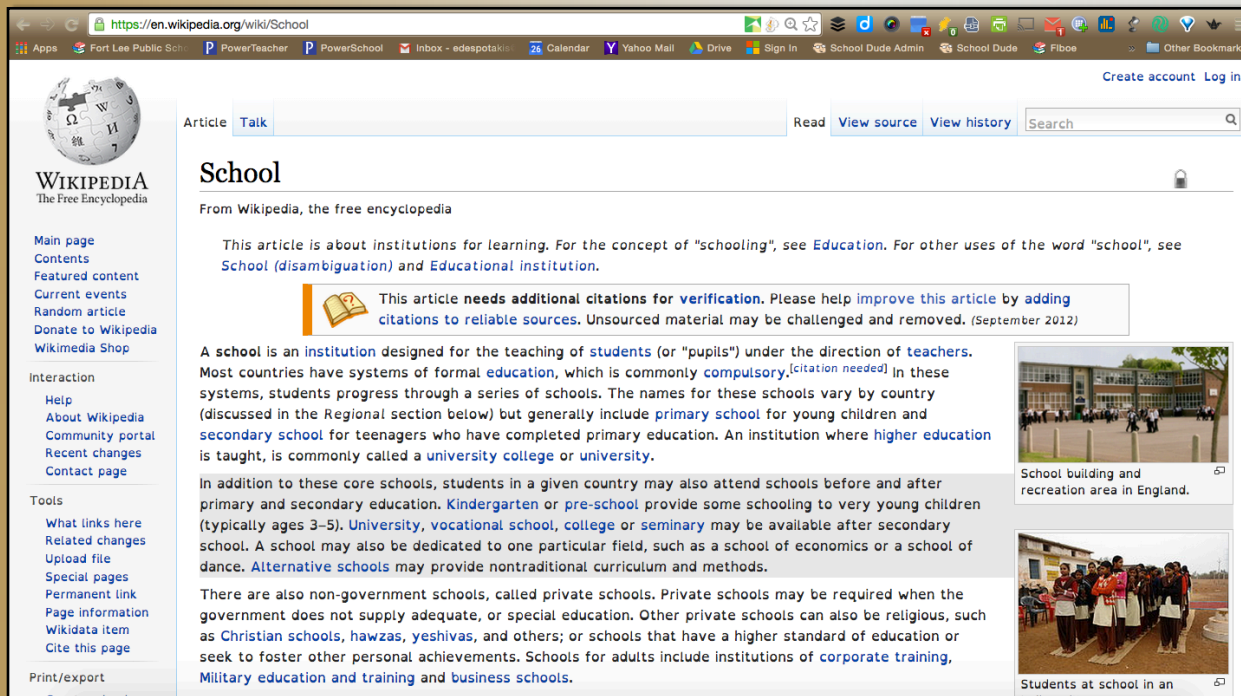 https://en.wikipedia.org/wiki/School
Apps Fort Lee Public Scho PowerTeacher PowerSchool Inbox - edespotakis 26 Calendar Yahoo Mail Drive Sign In School Dude Admin School Dude Flboe » Other Bookmark
Create account Log in
Article Talk Read View source View history Search
WIKIPEDIA
The Free Encyclopedia
Main page
Contents
Featured content
Current events
Random article
Donate to Wikipedia
Wikimedia Shop
Interaction
Help
About Wikipedia
Community portal
Recent changes
Contact page
Tools
What links here
Related changes
Upload file
Special pages
Permanent link
Page information
Wikidata item
Cite this page
Print/export
School
From Wikipedia, the free encyclopedia
This article is about institutions for learning. For the concept of "schooling", see Education. For other uses of the word "school", see
School (disambiguation) and Educational institution.
This article needs additional citations for verification. Please help improve this article by adding
citations to reliable sources. Unsourced material may be challenged and removed. (September 2012)
A school is an institution designed for the teaching of students (or "pupils") under the direction of teachers.
Most countries have systems of formal education, which is commonly compulsory.[citation needed] In these
systems, students progress through a series of schools. The names for these schools vary by country
(discussed in the Regional section below) but generally include primary school for young children and
secondary school for teenagers who have completed primary education. An institution where higher education
is taught, is commonly called a university college or university.
In addition to these core schools, students in a given country may also attend schools before and after
primary and secondary education. Kindergarten or pre-school provide some schooling to very young children
(typically ages 3–5). University, vocational school, college or seminary may be available after secondary
school. A school may also be dedicated to one particular field, such as a school of economics or a school of
dance. Alternative schools may provide nontraditional curriculum and methods.
There are also non-government schools, called private schools. Private schools may be required when the
government does not supply adequate, or special education. Other private schools can also be religious, such
as Christian schools, hawzas, yeshivas, and others; or schools that have a higher standard of education or
seek to foster other personal achievements. Schools for adults include institutions of corporate training,
Military education and training and business schools.
School building and
recreation area in England.
Students at school in an